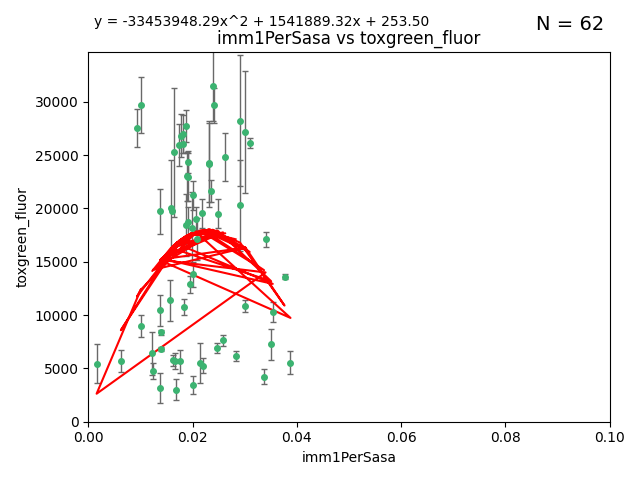 y = -33453948.29x^2 + 1541889.32x + 253.50
N = 62
imm1PerSasa vs toxgreen_fluor
30000
25000
20000
15000
10000
5000
0
toxgreen_fluor
0.00 0.02 0.04 0.06 0.08 0.10
imm1PerSasa